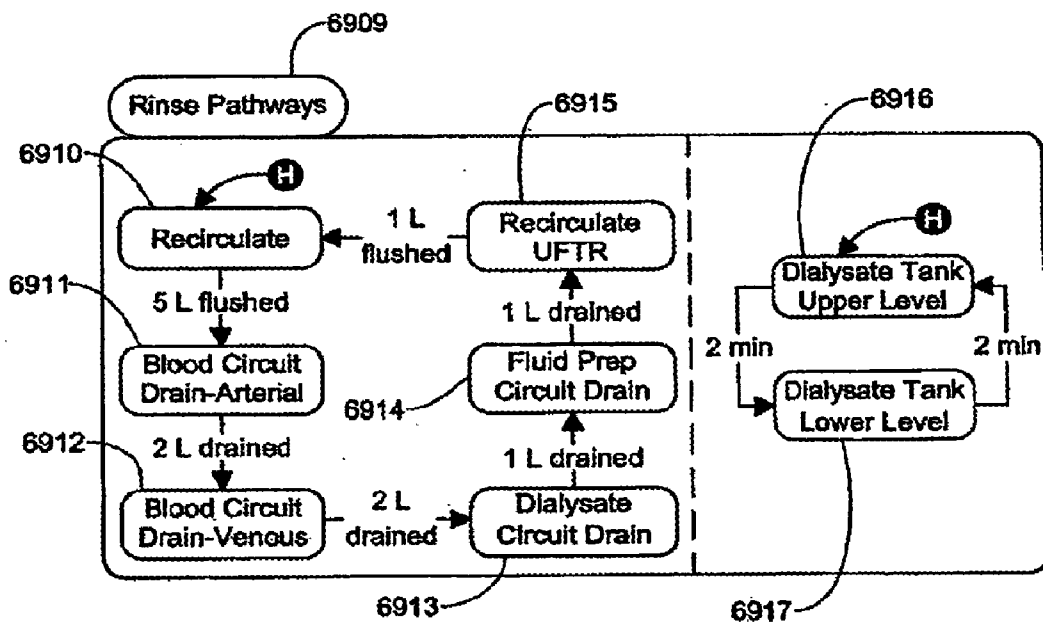 6909
Rinse Pathways
6915
6916
6910
H
Recirculate
1 L
flushed
Recirculate
UFTR
H
Dialysate Tank
Upper Level
6911
5 L flushed
1 L drained
Blood Circuit
Drain-Arterial
Fluid Prep
Circuit Drain
2 min
2 min
6914
Dialysate Tank
Lower Level
6912
2 L drained
1 L drained
Blood Circuit
Drain-Venous
2 L
drained
Dialysate
Circuit Drain
6913
6917